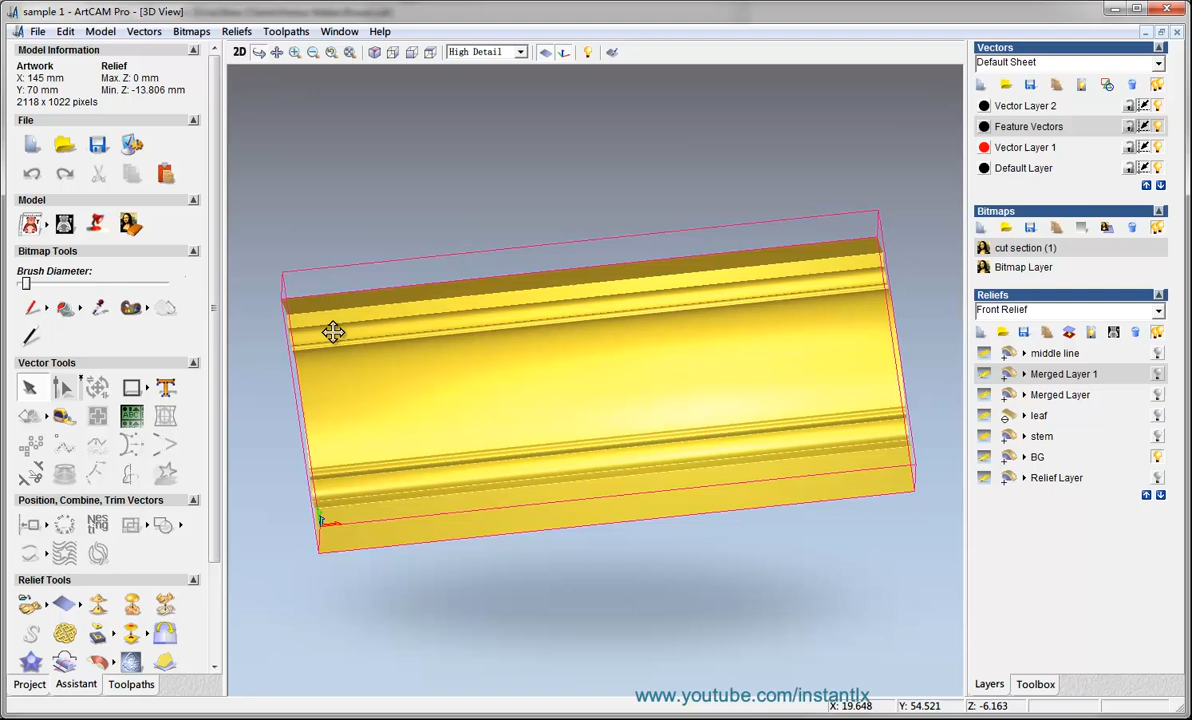 sample 1 - ArtCAM Pro - [3D View]
File Edit Model Vectors Bitmaps Reliefs Toolpaths Window Help
Model Information
Artwork Relief
X: 145 mm Max. Z: 0 mm
Y: 70 mm Min. Z: -13.806 mm
2118 x 1022 pixels
File
Model
Bitmap Tools
Brush Diameter:
Vector Tools
Position, Combine, Trim Vectors
Relief Tools
Project Assistant Toolpaths
2D High Detail
www.youtube.com/instantlx
X: 19.648 Y: 54.521 Z: -6.163
Vectors
Default Sheet
Vector Layer 2
Feature Vectors
Vector Layer 1
Default Layer
Bitmaps
cut section (1)
Bitmap Layer
Reliefs
Front Relief
middle line
Merged Layer 1
Merged Layer
leaf
stem
BG
Relief Layer
Layers Toolbox